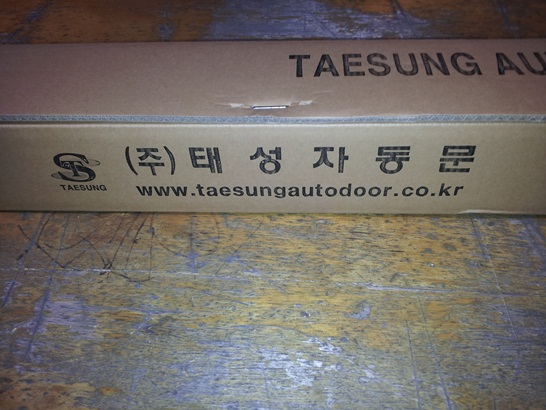 TAESUNG AU
(주) 태성자동문
TAESUNG
www.taesungautodoor.co.kr